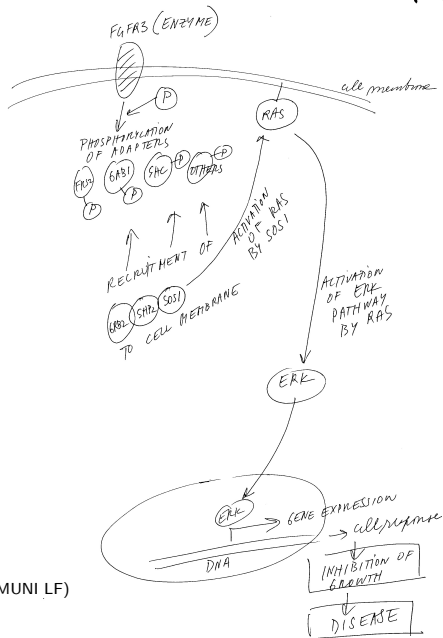 FGFR3 (ENZYME)
P
cell membrane
RAS
PHOSPHORYLATION
OF ADAPTERS
FRS2
GAB1
SHC
P
OTHERS
P
P
P
ACTIVATION
OF RAS
BY SOS1
RECRUITMENT OF
GRB2
SHP2
SOS1
TO CELL MEMBRANE
ACTIVATION
OF ERK
PATHWAY
BY RAS
ERK
ERK
GENE EXPRESSION
DNA
cell response
INHIBITION OF
GROWTH
DISEASE
MUNI LF)